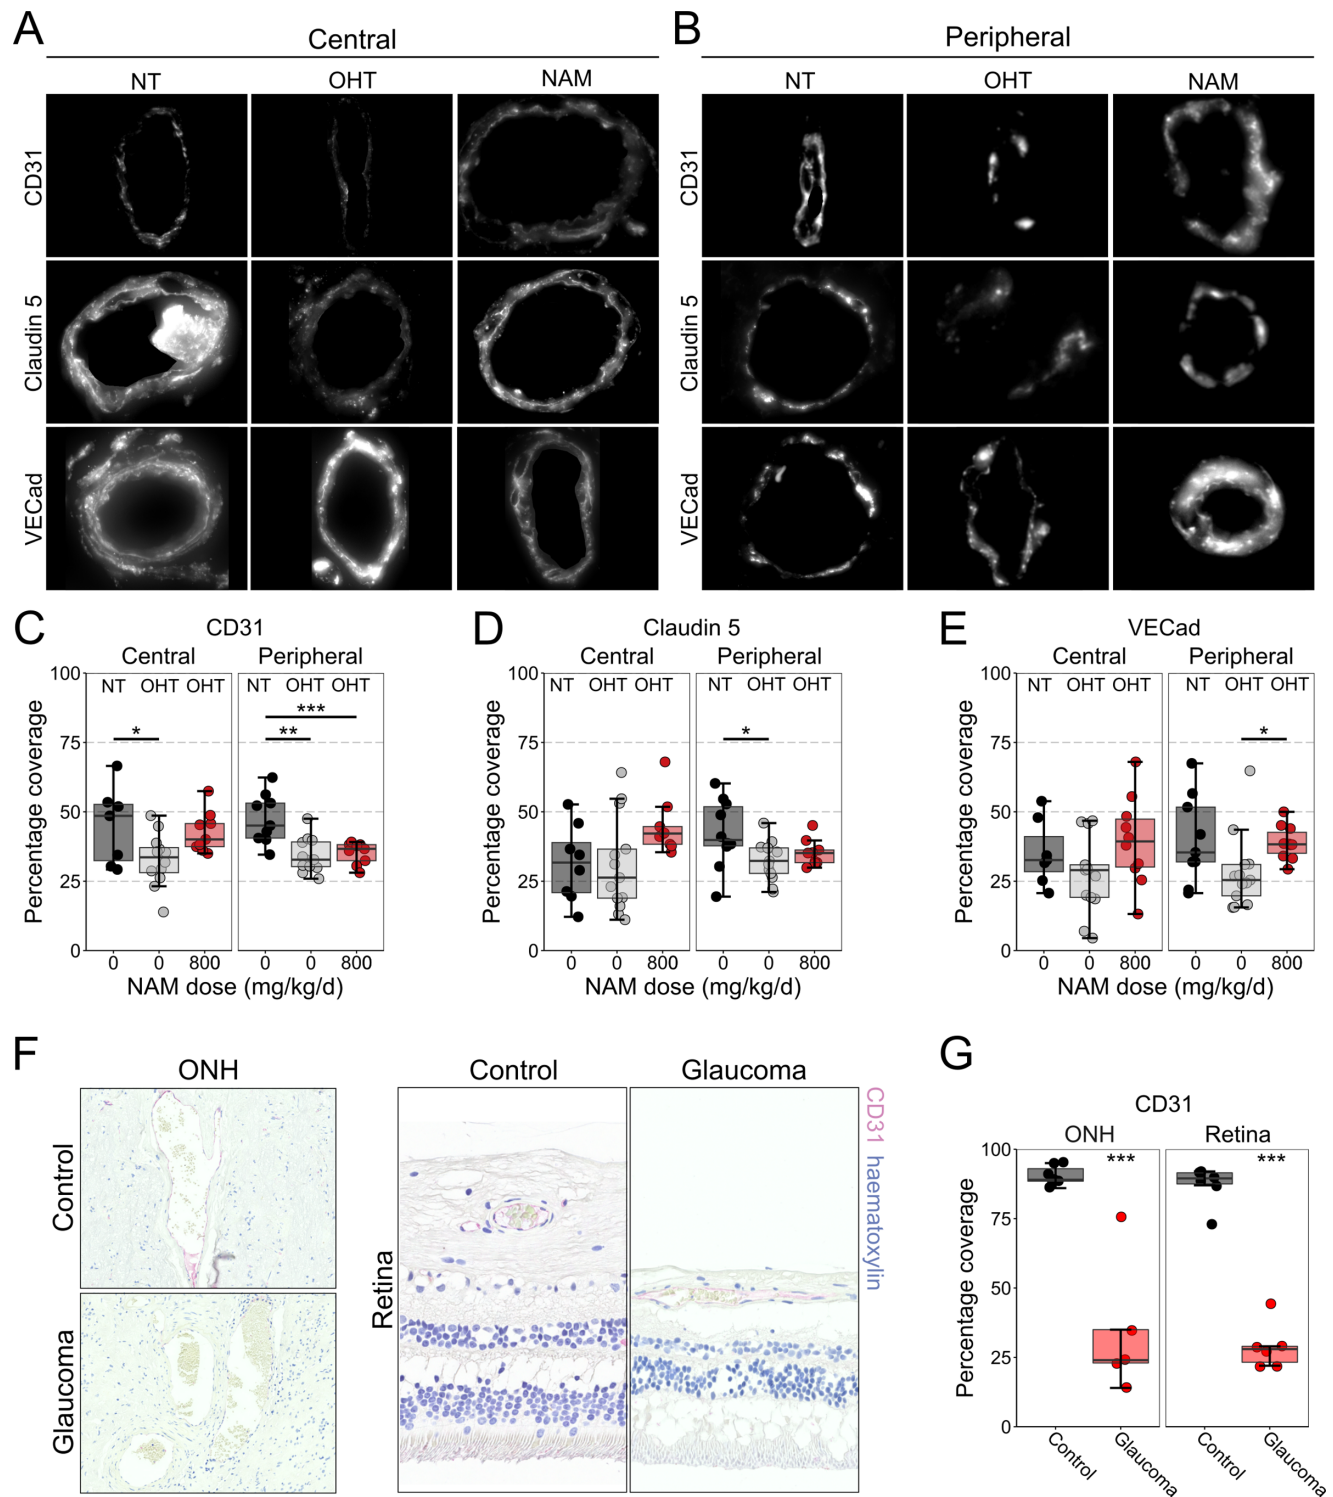 A
Central
NT OHT NAM
CD31
Claudin 5
VECad
B
Peripheral
NT OHT NAM
CD31
Claudin 5
VECad
C
CD31
Central Peripheral
NT OHT OHT NT OHT OHT
* ** ***
Percentage coverage
100
75
50
25
0
0 0 800 0 0 800
NAM dose (mg/kg/d)
D
Claudin 5
Central Peripheral
NT OHT OHT NT OHT OHT
*
Percentage coverage
100
75
50
25
0
0 0 800 0 0 800
NAM dose (mg/kg/d)
E
VECad
Central Peripheral
NT OHT OHT NT OHT OHT
*
Percentage coverage
100
75
50
25
0
0 0 800 0 0 800
NAM dose (mg/kg/d)
F
ONH
Control
Glaucoma
Control Glaucoma
Retina
CD31 haematoxylin
G
CD31
ONH Retina
*** ***
Percentage coverage
100
75
50
25
0
Control Glaucoma Control Glaucoma